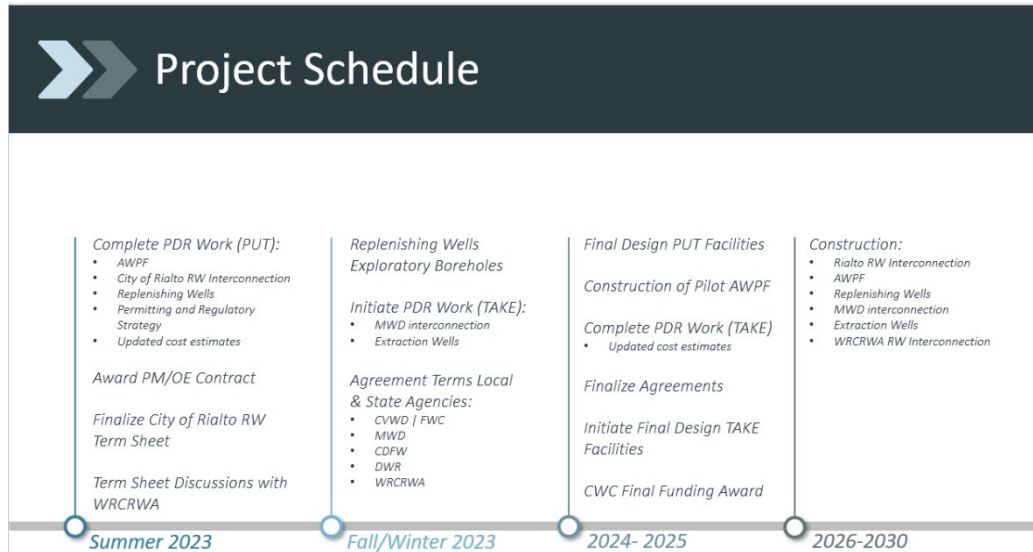 Project Schedule
Complete PDR Work (PUT):
• AWPF
• City of Rialto RW Interconnection
• Replenishing Wells
• Permitting and Regulatory
Strategy
• Updated cost estimates
Award PM/OE Contract
Finalize City of Rialto RW
Term Sheet
Term Sheet Discussions with
WRCRWA
Summer 2023
Replenishing Wells
Exploratory Boreholes
Initiate PDR Work (TAKE):
• MWD interconnection
• Extraction Wells
Agreement Terms Local
& State Agencies:
• CVWD | FWC
• MWD
• CDFW
• DWR
• WRCRWA
Fall/Winter 2023
Final Design PUT Facilities
Construction of Pilot AWPF
Complete PDR Work (TAKE)
• Updated cost estimates
Finalize Agreements
Initiate Final Design TAKE
Facilities
CWC Final Funding Award
2024- 2025
Construction:
• Rialto RW Interconnection
• AWPF
• Replenishing Wells
• MWD interconnection
• Extraction Wells
• WRCRWA RW Interconnection
2026-2030